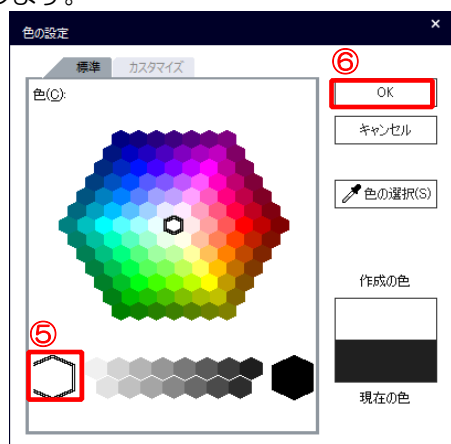 します。
色の設定
×
標準 カスタマイズ
⑥
色(C):
OK
キャンセル
色の選択(S)
作成の色
⑤
現在の色